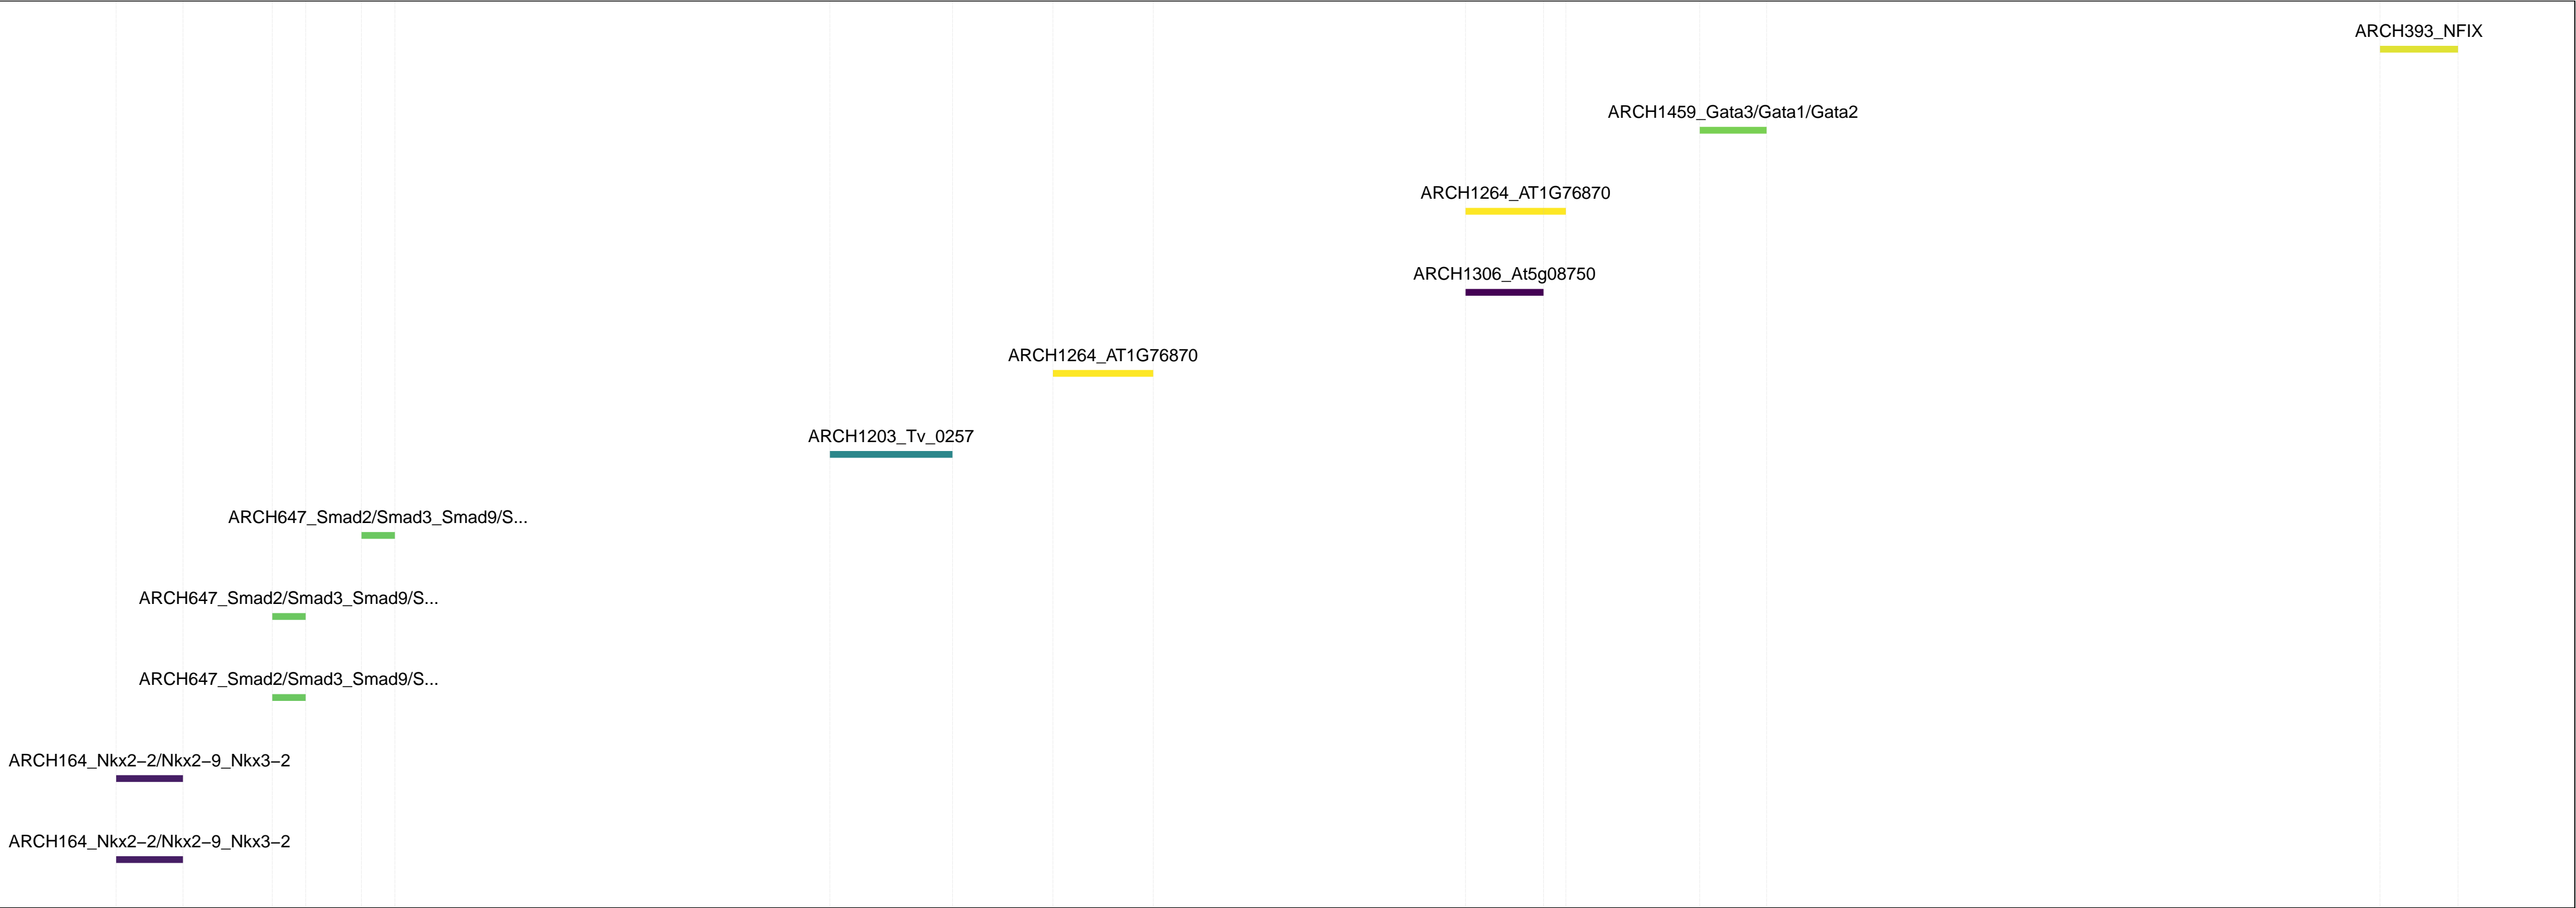 ARCH393_NFIX
ARCH1459_Gata3/Gata1/Gata2
ARCH1264_AT1G76870
ARCH1306_At5g08750
ARCH1264_AT1G76870
ARCH1203_Tv_0257
ARCH647_Smad2/Smad3_Smad9/S...
ARCH647_Smad2/Smad3_Smad9/S...
ARCH647_Smad2/Smad3_Smad9/S...
ARCH164_Nkx2−2/Nkx2−9_Nkx3−2
ARCH164_Nkx2−2/Nkx2−9_Nkx3−2